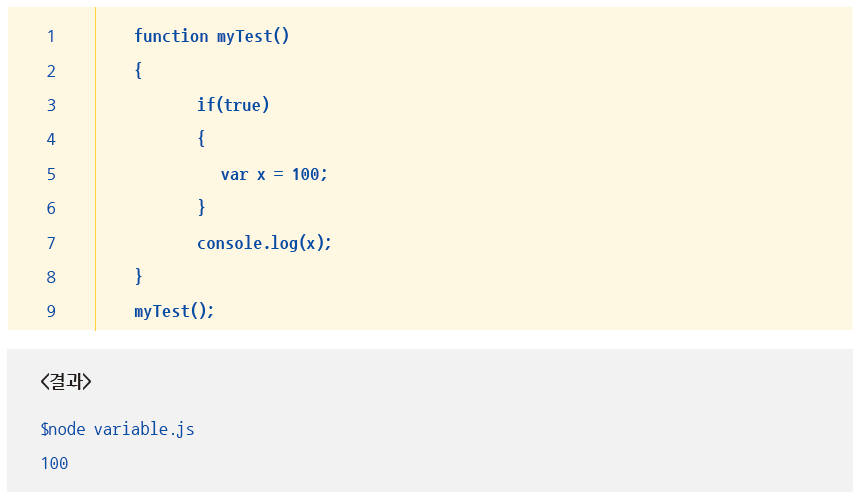 1 function myTest()
2 {
3 if(true)
4 {
5 var x = 100;
6 }
7 console.log(x);
8 }
9 myTest();
<결과>
$node variable.js
100